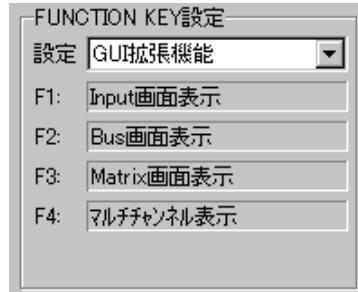 FUNCTION KEY設定
設定 GUI拡張機能
F1: Input画面表示
F2: Bus画面表示
F3: Matrix画面表示
F4: マルチチャンネル表示